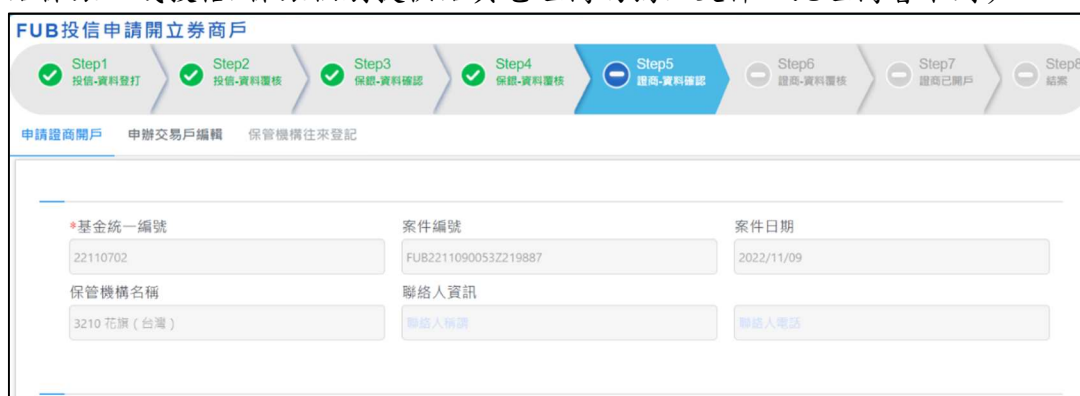 FUB投信申請開立券商戶
Step1
投信-資料登打
Step2
投信-資料覆核
Step3
保銀-資料確認
Step4
保銀-資料覆核
Step5
證商-資料確認
Step6
證商-資料覆核
Step7
證商已開戶
Step8
結案
申請證商開戶 申辦交易戶編輯 保管機構往來登記
*基金統一編號 案件編號 案件日期
22110702 FUB2211090053Z219887 2022/11/09
保管機構名稱 聯絡人資訊
3210 花旗（台灣） 聯絡人稱謂 聯絡人電話